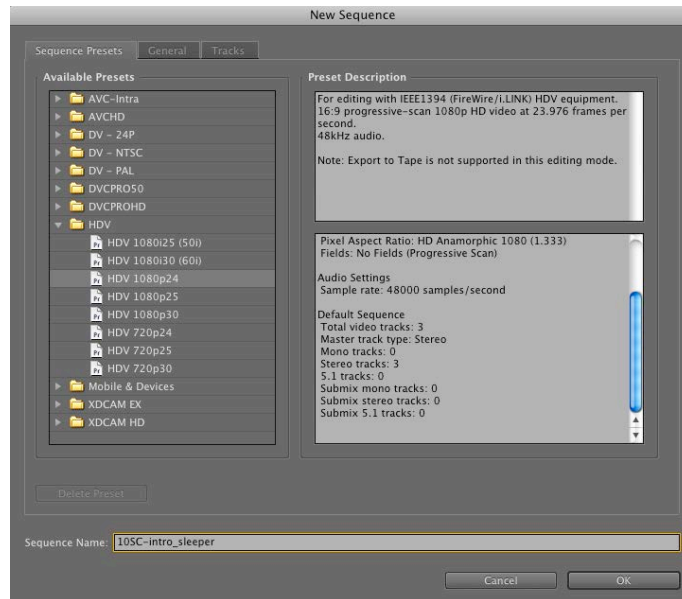 New Sequence
Sequence Presets
General
Tracks
Available Presets
AVC-Intra
AVCHD
DV - 24P
DV - NTSC
DV - PAL
DVCPRO50
DVCPROHD
HDV
HDV 1080i25 (50i)
HDV 1080i30 (60i)
HDV 1080p24
HDV 1080p25
HDV 1080p30
HDV 720p24
HDV 720p25
HDV 720p30
Mobile & Devices
XDCAM EX
XDCAM HD
Delete Preset
Preset Description
For editing with IEEE1394 (FireWire/i.LINK) HDV equipment.
16:9 progressive-scan 1080p HD video at 23.976 frames per
second.
48kHz audio.
Note: Export to Tape is not supported in this editing mode.
Pixel Aspect Ratio: HD Anamorphic 1080 (1.333)
Fields: No Fields (Progressive Scan)
Audio Settings
Sample rate: 48000 samples/second
Default Sequence
Total video tracks: 3
Master track type: Stereo
Mono tracks: 0
Stereo tracks: 3
5.1 tracks: 0
Submix mono tracks: 0
Submix stereo tracks: 0
Submix 5.1 tracks: 0
Sequence Name: 10SC-intro_sleeper
Cancel
OK